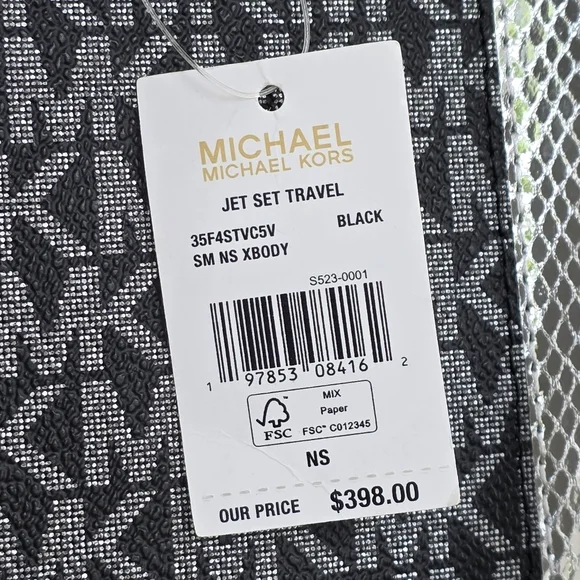 MICHAEL
MICHAEL KORS
JET SET TRAVEL
35F4STVC5V BLACK
SM NS XBODY
S523-0001
1 97853 08416 2
MIX
Paper
FSC FSC™ C012345
NS
OUR PRICE $398.00